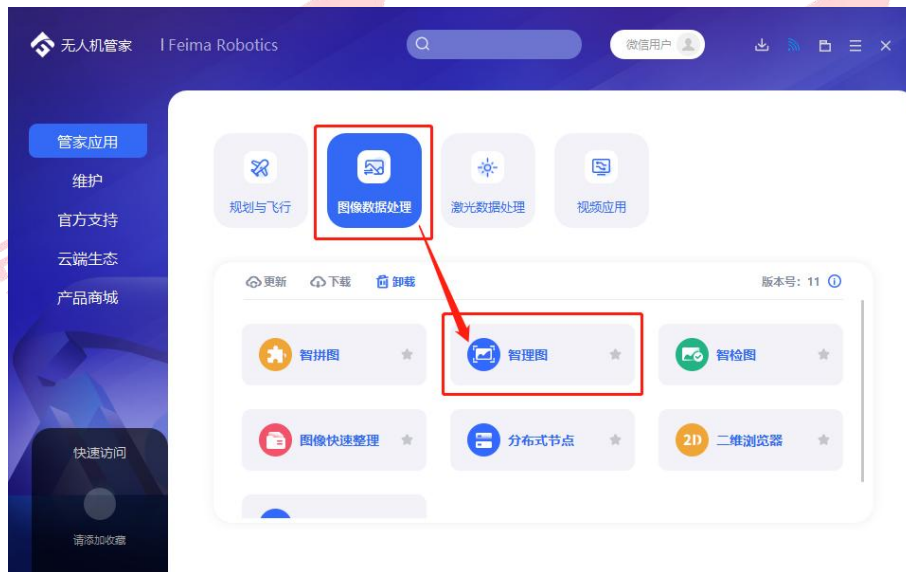 无人机管家 | Feima Robotics
微信用户
管家应用
维护
官方支持
云端生态
产品商城
快速访问
请添加收藏
规划与飞行
图像数据处理
激光数据处理
视频应用
更新 下载 卸载
版本号: 11
智拼图
智理图
智检图
图像快速整理
分布式节点
2D 二维浏览器